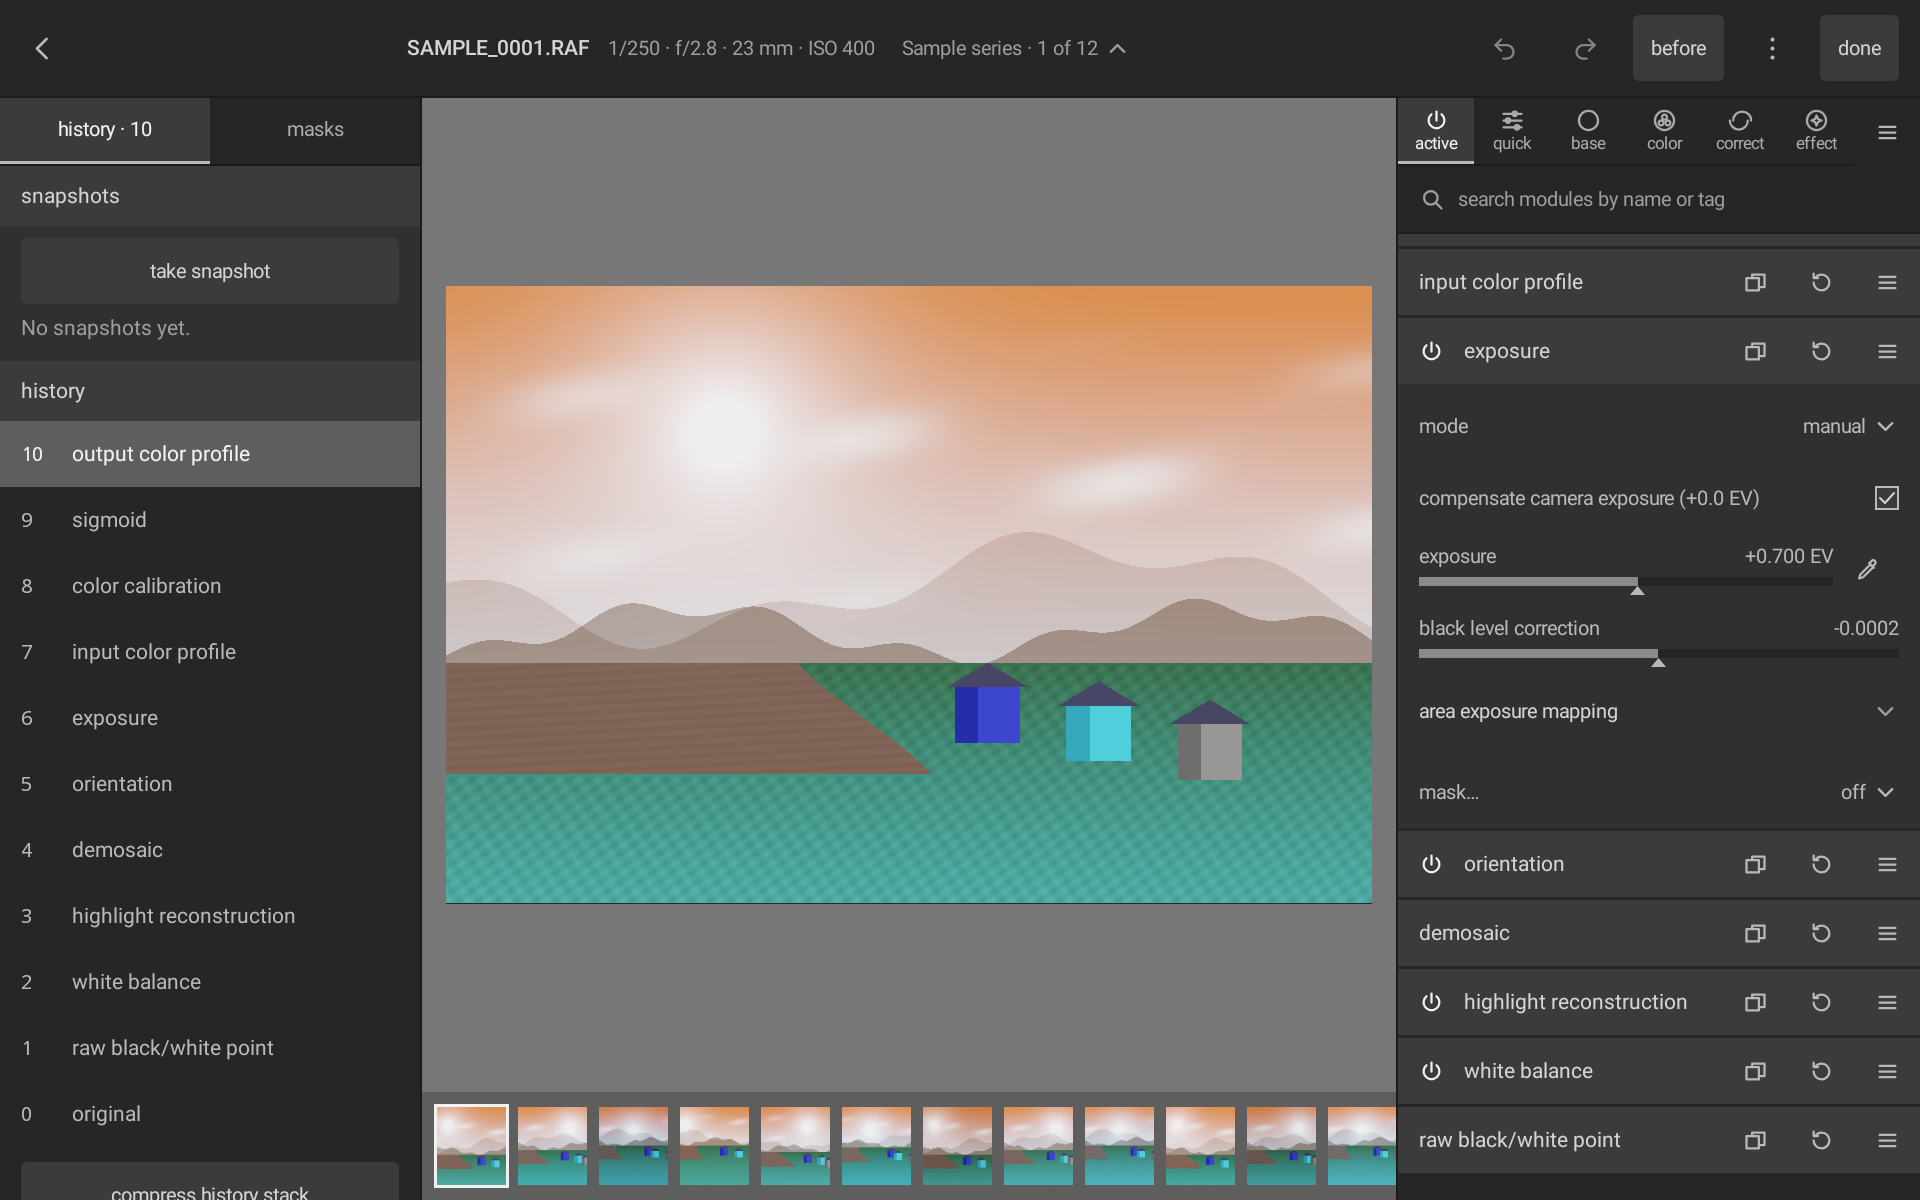 SAMPLE_0001.RAF 1/250 · f/2.8 · 23 mm · ISO 400 Sample series · 1 of 12
before
done
history · 10 masks
snapshots
take snapshot
No snapshots yet.
history
10 output color profile
9 sigmoid
8 color calibration
7 input color profile
6 exposure
5 orientation
4 demosaic
3 highlight reconstruction
2 white balance
1 raw black/white point
0 original
compress history stack
active quick base color correct effect
search modules by name or tag
input color profile
exposure
mode manual
compensate camera exposure (+0.0 EV)
exposure +0.700 EV
black level correction -0.0002
area exposure mapping
mask... off
orientation
demosaic
highlight reconstruction
white balance
raw black/white point